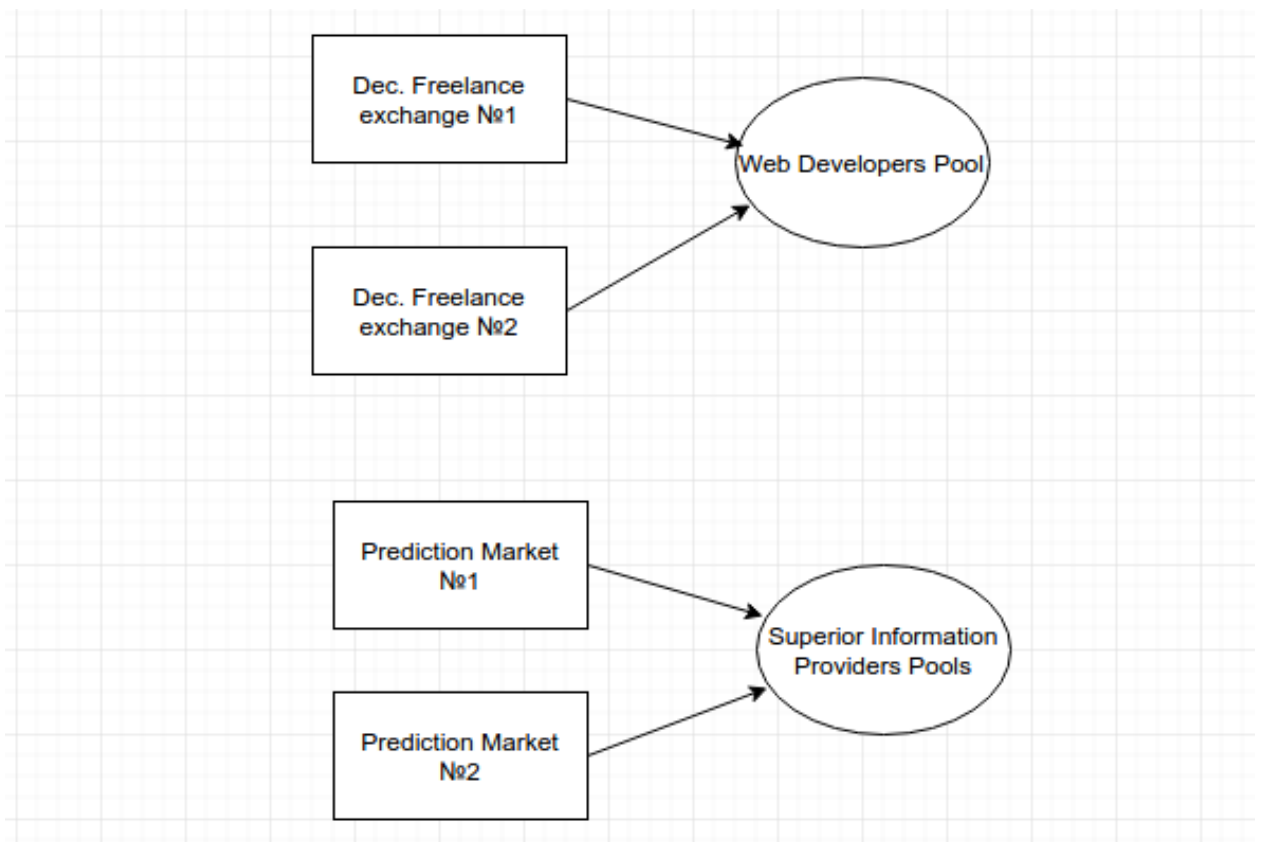 Dec. Freelance
exchange №1
Web Developers Pool
Dec. Freelance
exchange №2
Prediction Market
№1
Superior Information
Providers Pools
Prediction Market
№2